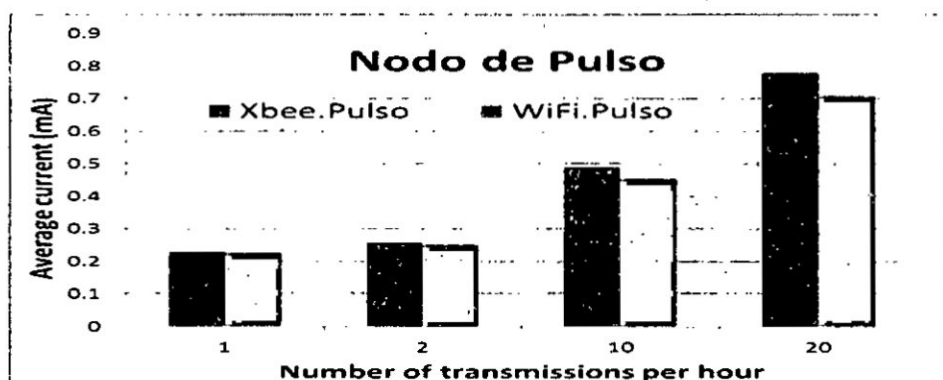 Nodo de Pulso
Xbee.Pulso WiFi.Pulso
Average current (mA)
0.9
0.8
0.7
0.6
0.5
0.4
0.3
0.2
0.1
0
1 2 10 20
Number of transmissions per hour